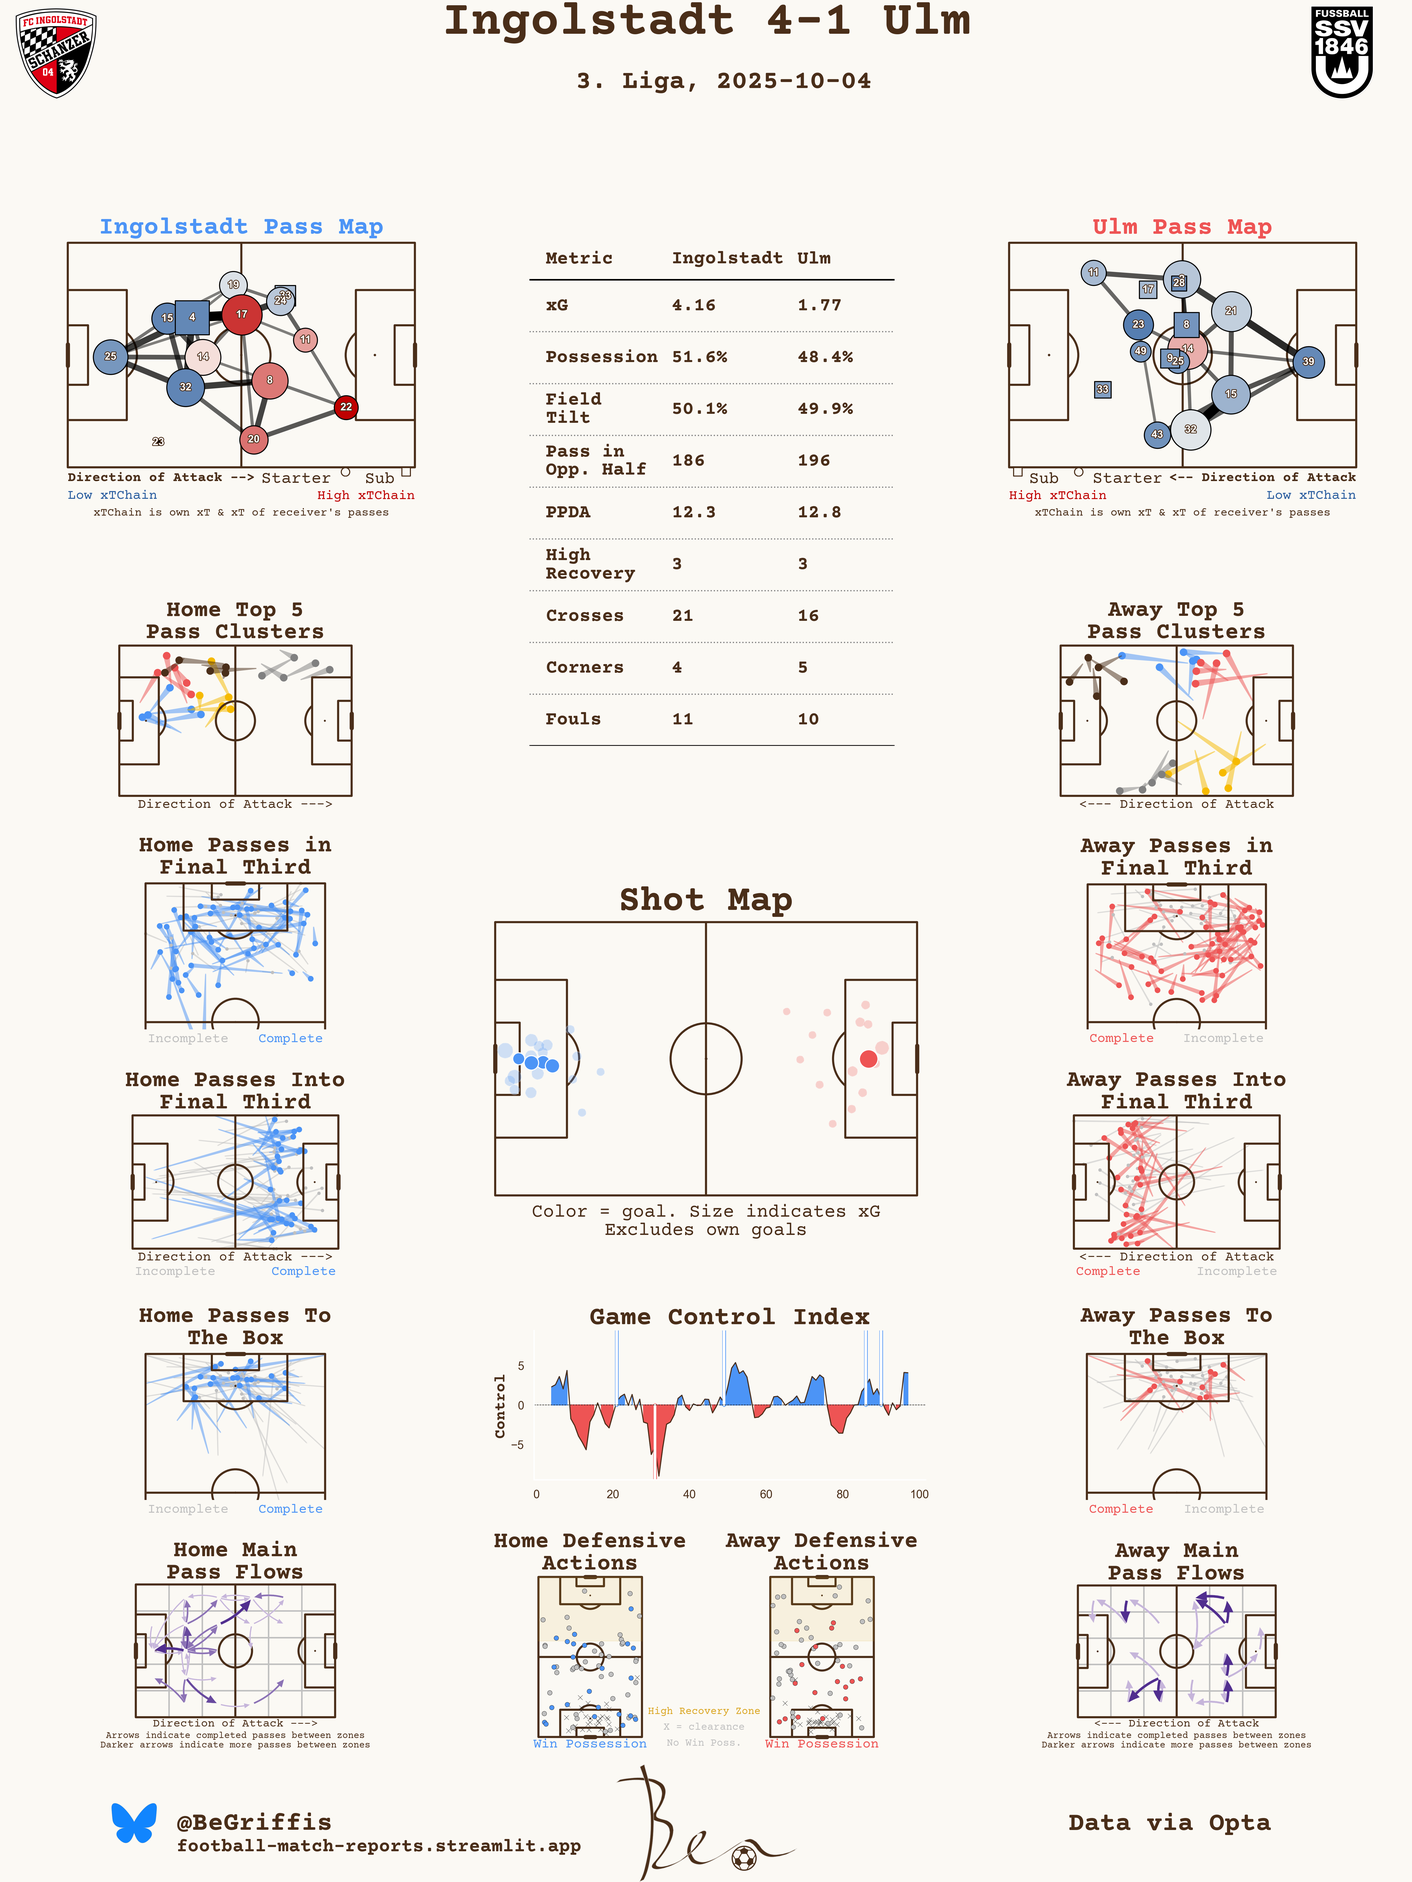 Ingolstadt 4-1 Ulm
3. Liga, 2025-10-04
FC INGOLSTADT
SCHANZER
04
FUSSBALL
SSV
1846
U
Ingolstadt Pass Map
19
24
15
4
17
11
25
14
32
8
22
20
23
Direction of Attack --> Starter Sub
Low xTChain High xTChain
xTChain is own xT & xT of receiver's passes
Metric Ingolstadt Ulm
xG 4.16 1.77
Possession 51.6% 48.4%
Field
Tilt 50.1% 49.9%
Pass in
Opp. Half 186 196
PPDA 12.3 12.8
High
Recovery 3 3
Crosses 21 16
Corners 4 5
Fouls 11 10
Ulm Pass Map
11
28
17
21
23
8
49
14
9
25
39
33
15
43
32
Sub Starter <-- Direction of Attack
High xTChain Low xTChain
xTChain is own xT & xT of receiver's passes
Home Top 5
Pass Clusters
Direction of Attack --->
Away Top 5
Pass Clusters
<--- Direction of Attack
Home Passes in
Final Third
Incomplete Complete
Shot Map
Color = goal. Size indicates xG
Excludes own goals
Away Passes in
Final Third
Complete Incomplete
Home Passes Into
Final Third
Direction of Attack --->
Incomplete Complete
Away Passes Into
Final Third
<--- Direction of Attack
Complete Incomplete
Home Passes To
The Box
Incomplete Complete
Game Control Index
Control
5
0
−5
0 20 40 60 80 100
Away Passes To
The Box
Complete Incomplete
Home Main
Pass Flows
Direction of Attack --->
Arrows indicate completed passes between zones
Darker arrows indicate more passes between zones
Home Defensive
Actions
Win Possession
High Recovery Zone
X = clearance
No Win Poss.
Away Defensive
Actions
Win Possession
Away Main
Pass Flows
<--- Direction of Attack
Arrows indicate completed passes between zones
Darker arrows indicate more passes between zones
@BeGriffis
football-match-reports.streamlit.app
Ben
Data via Opta